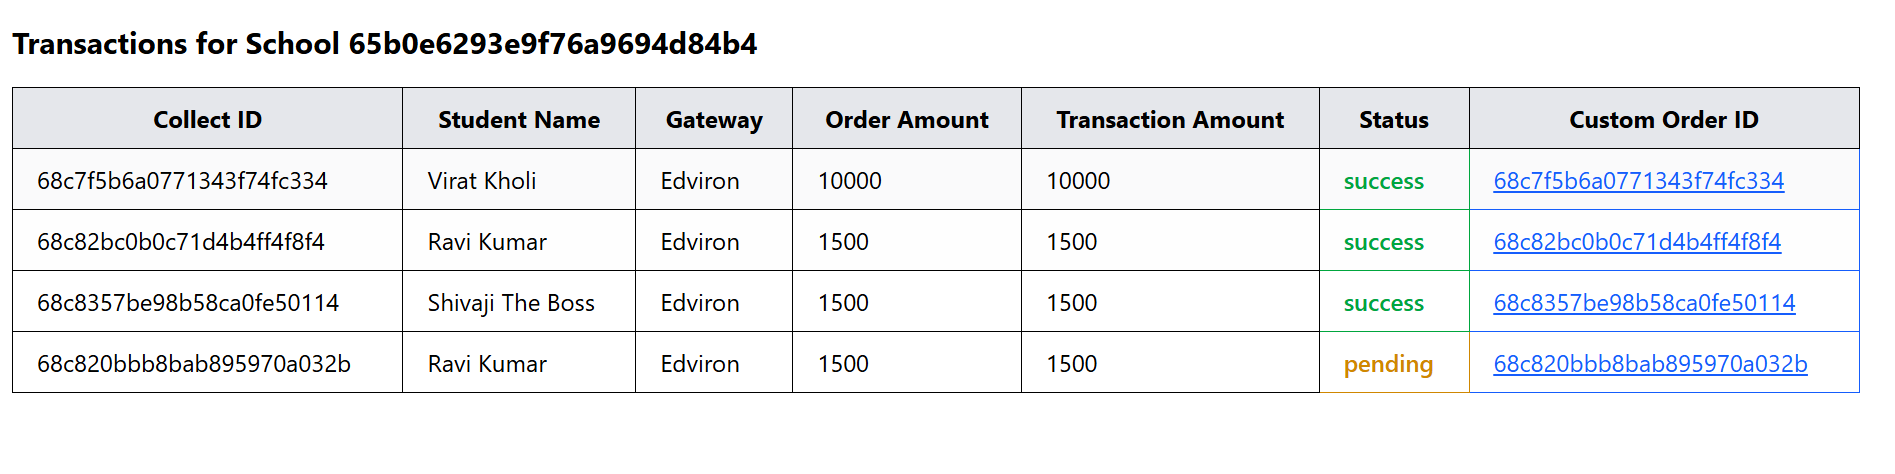 Transactions for School 65b0e6293e9f76a9694d84b4
Collect ID Student Name Gateway Order Amount Transaction Amount Status Custom Order ID
68c7f5b6a0771343f74fc334 Virat Kholi Edviron 10000 10000 success 68c7f5b6a0771343f74fc334
68c82bc0b0c71d4b4ff4f8f4 Ravi Kumar Edviron 1500 1500 success 68c82bc0b0c71d4b4ff4f8f4
68c8357be98b58ca0fe50114 Shivaji The Boss Edviron 1500 1500 success 68c8357be98b58ca0fe50114
68c820bbb8bab895970a032b Ravi Kumar Edviron 1500 1500 pending 68c820bbb8bab895970a032b